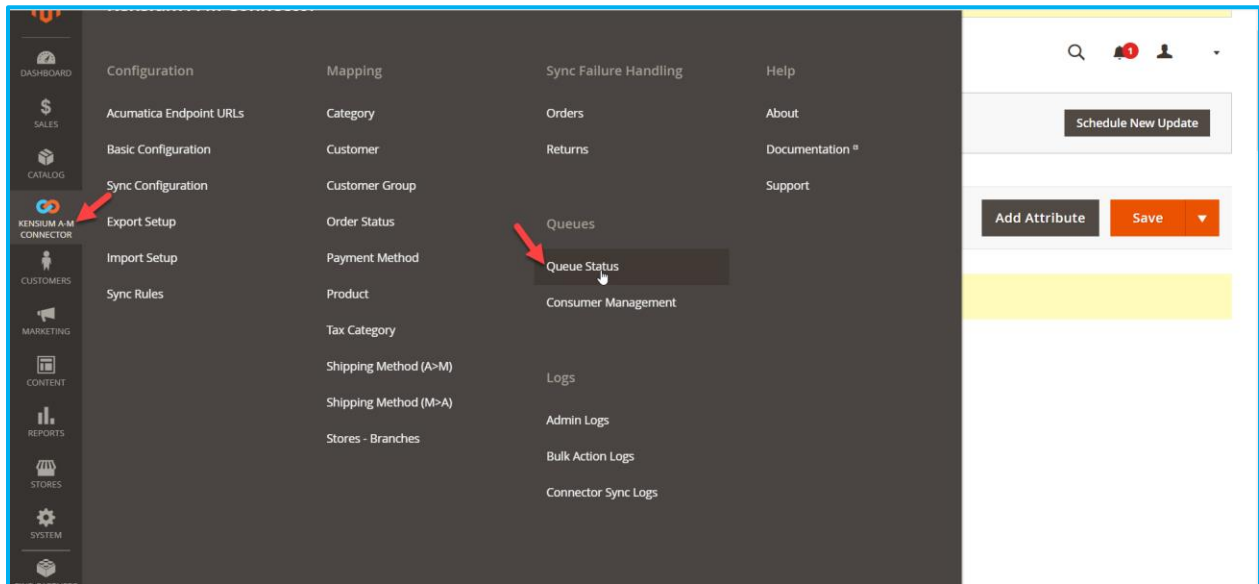 DASHBOARD
SALES
CATALOG
KENSIUM A-M
CONNECTOR
CUSTOMERS
MARKETING
CONTENT
REPORTS
STORES
SYSTEM
Configuration
Acumatica Endpoint URLs
Basic Configuration
Sync Configuration
Export Setup
Import Setup
Sync Rules
Mapping
Category
Customer
Customer Group
Order Status
Payment Method
Product
Tax Category
Shipping Method (A>M)
Shipping Method (M>A)
Stores - Branches
Sync Failure Handling
Orders
Returns
Queues
Queue Status
Consumer Management
Logs
Admin Logs
Bulk Action Logs
Connector Sync Logs
Help
About
Documentation
Support
1
Schedule New Update
Add Attribute
Save